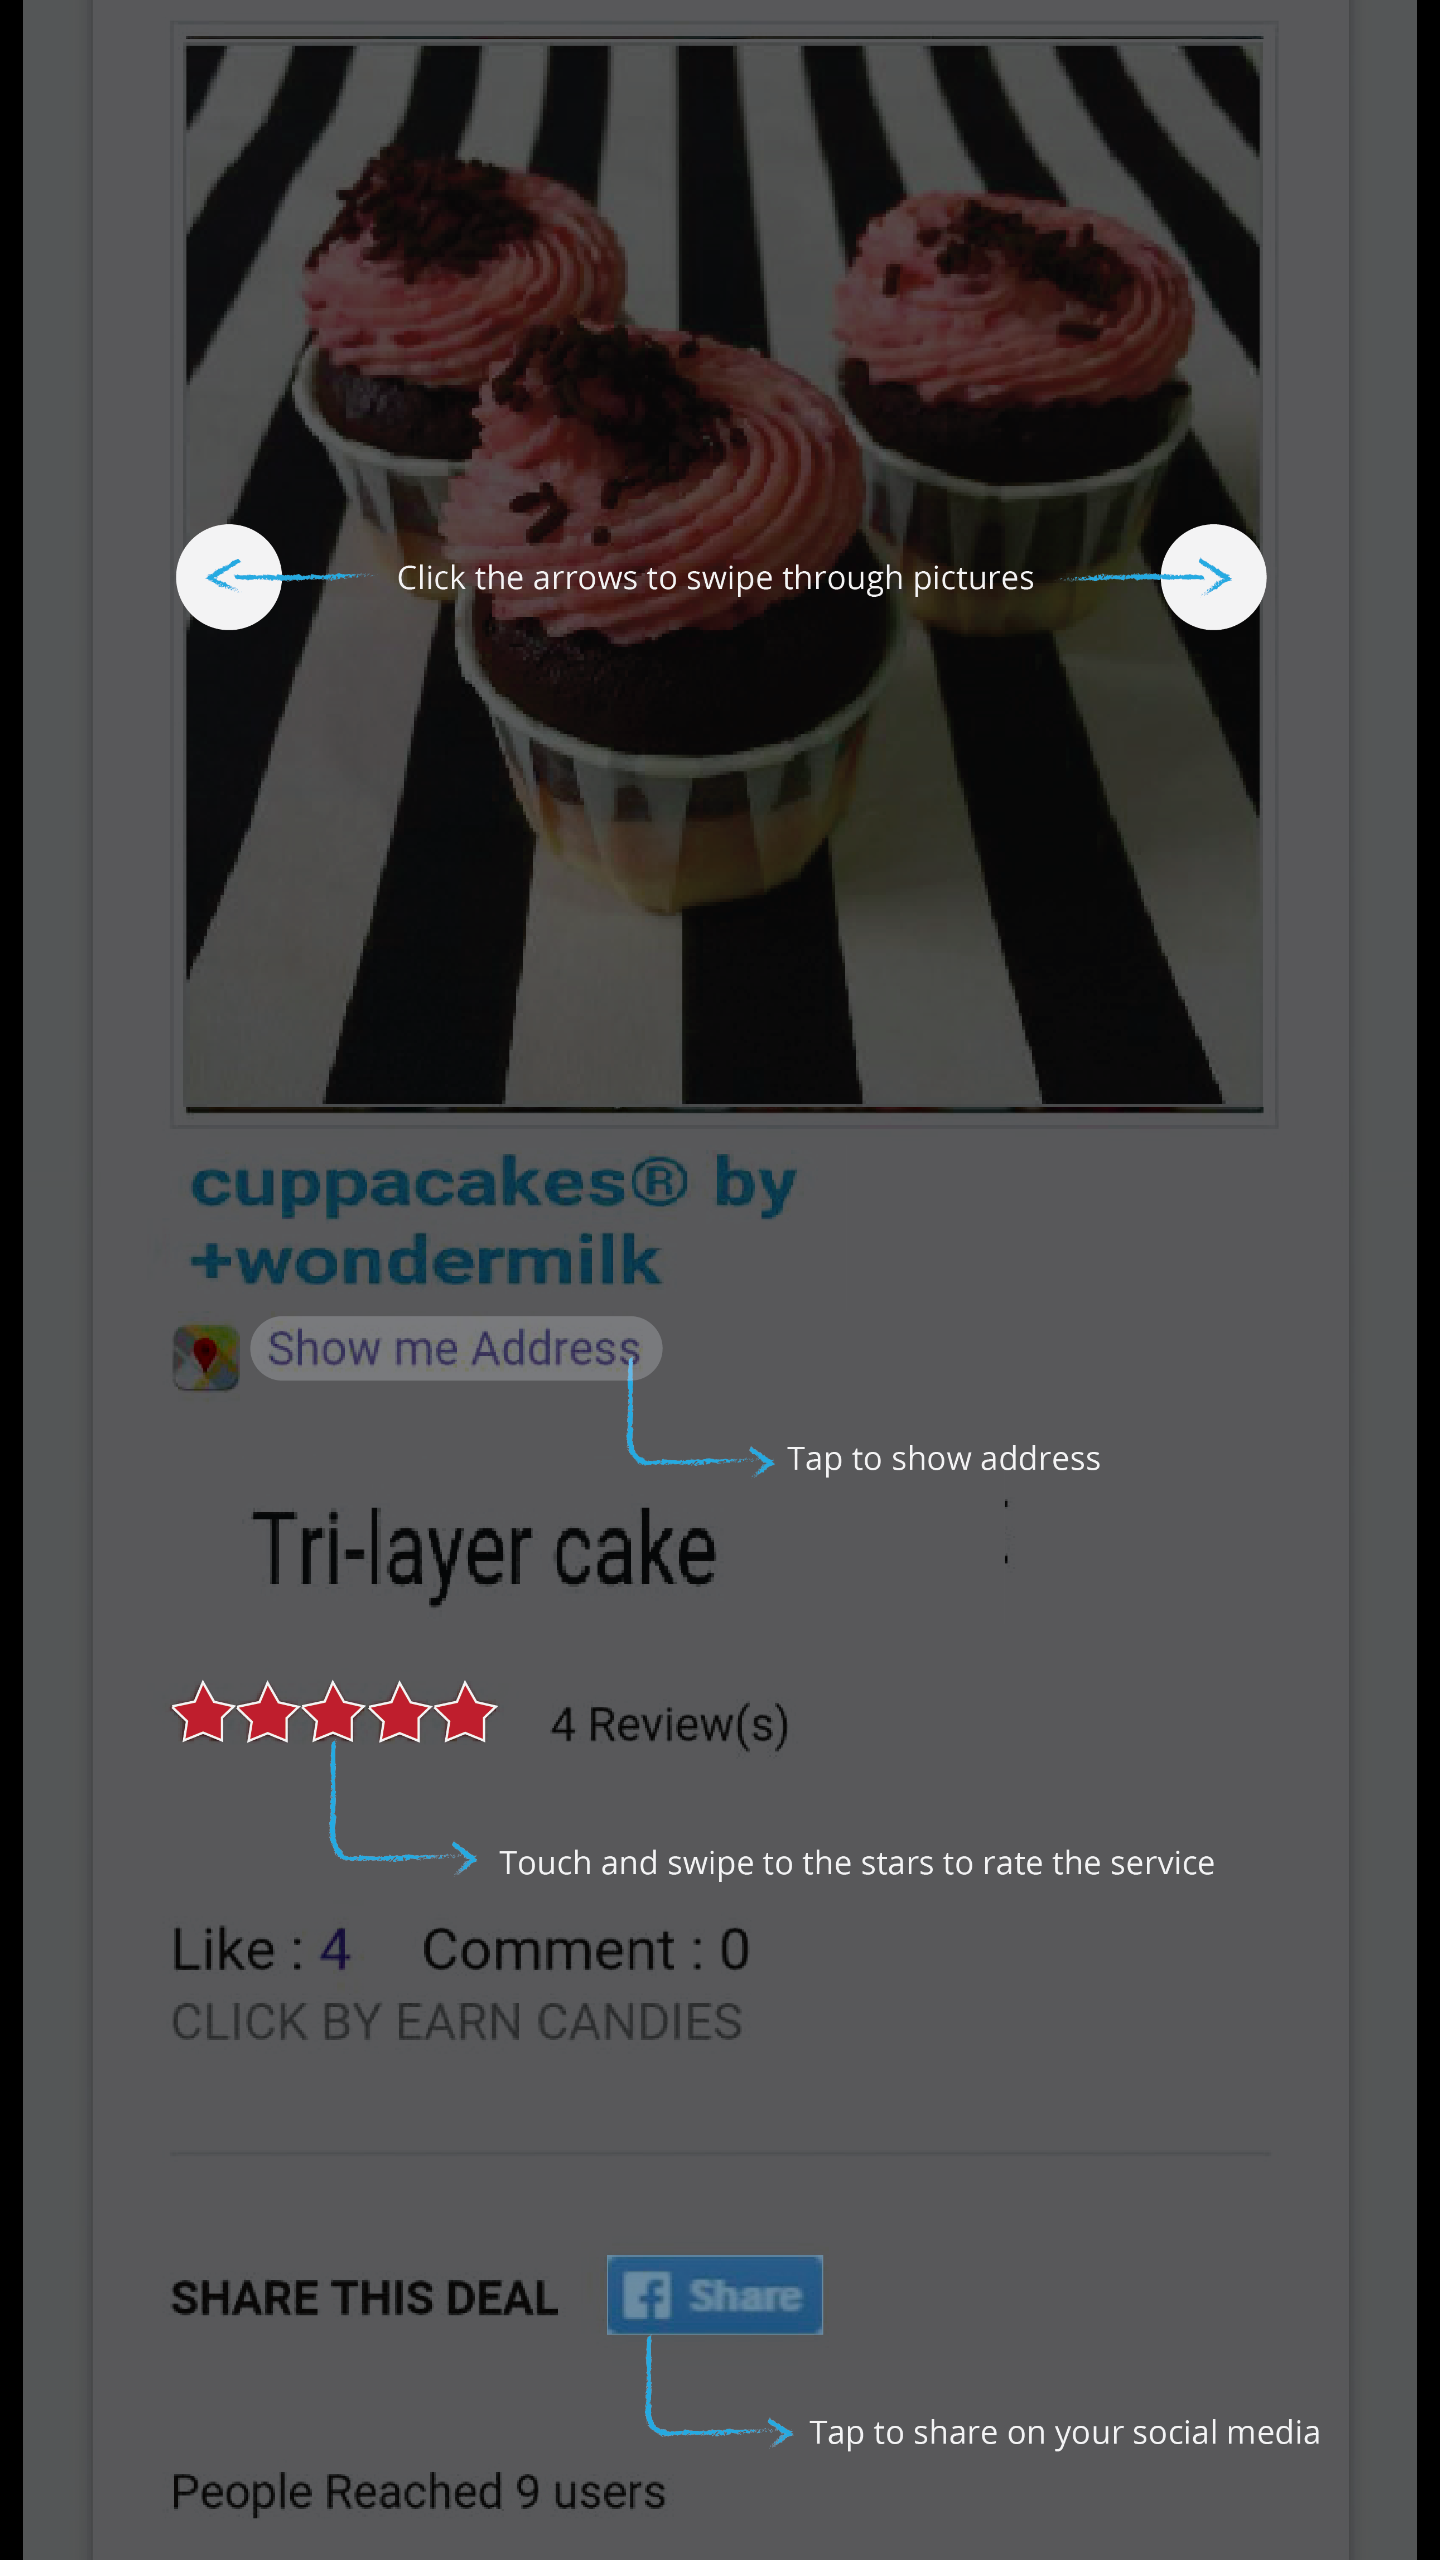 Click the arrows to swipe through pictures
cuppacakes® by
+wondermilk
Show me Address
Tap to show address
Tri-layer cake
4 Review(s)
Touch and swipe to the stars to rate the service
Like : 4 Comment : 0
CLICK BY EARN CANDIES
SHARE THIS DEAL
Share
Tap to share on your social media
People Reached 9 users